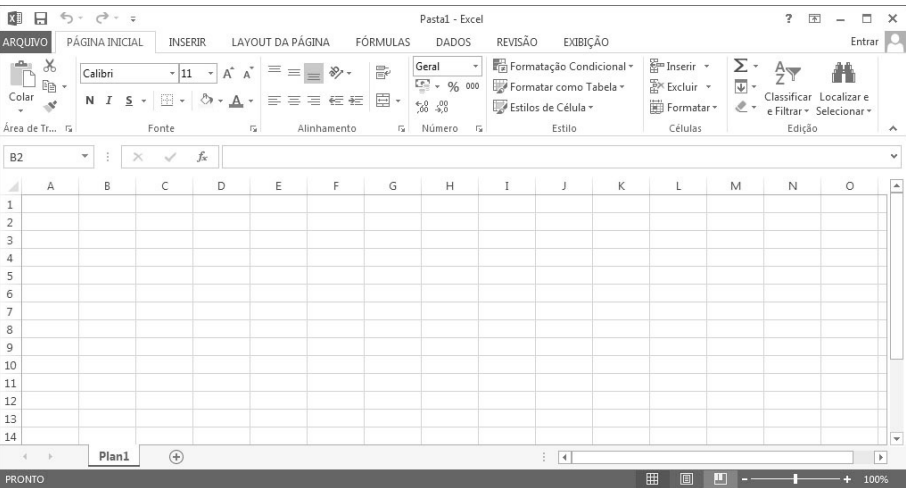 Pasta1 - Excel
ARQUIVO PÁGINA INICIAL INSERIR LAYOUT DA PÁGINA FÓRMULAS DADOS REVISÃO EXIBIÇÃO Entrar
Colar
Calibri 11
N I S
Geral
% 000
Formatação Condicional
Formatar como Tabela
Estilos de Célula
Inserir
Excluir
Formatar
Classificar e Filtrar
Localizar e Selecionar
Área de Tr... Fonte Alinhamento Número Estilo Células Edição
B2 fx
A B C D E F G H I J K L M N O
1
2
3
4
5
6
7
8
9
10
11
12
13
14
Plan1
PRONTO 100%